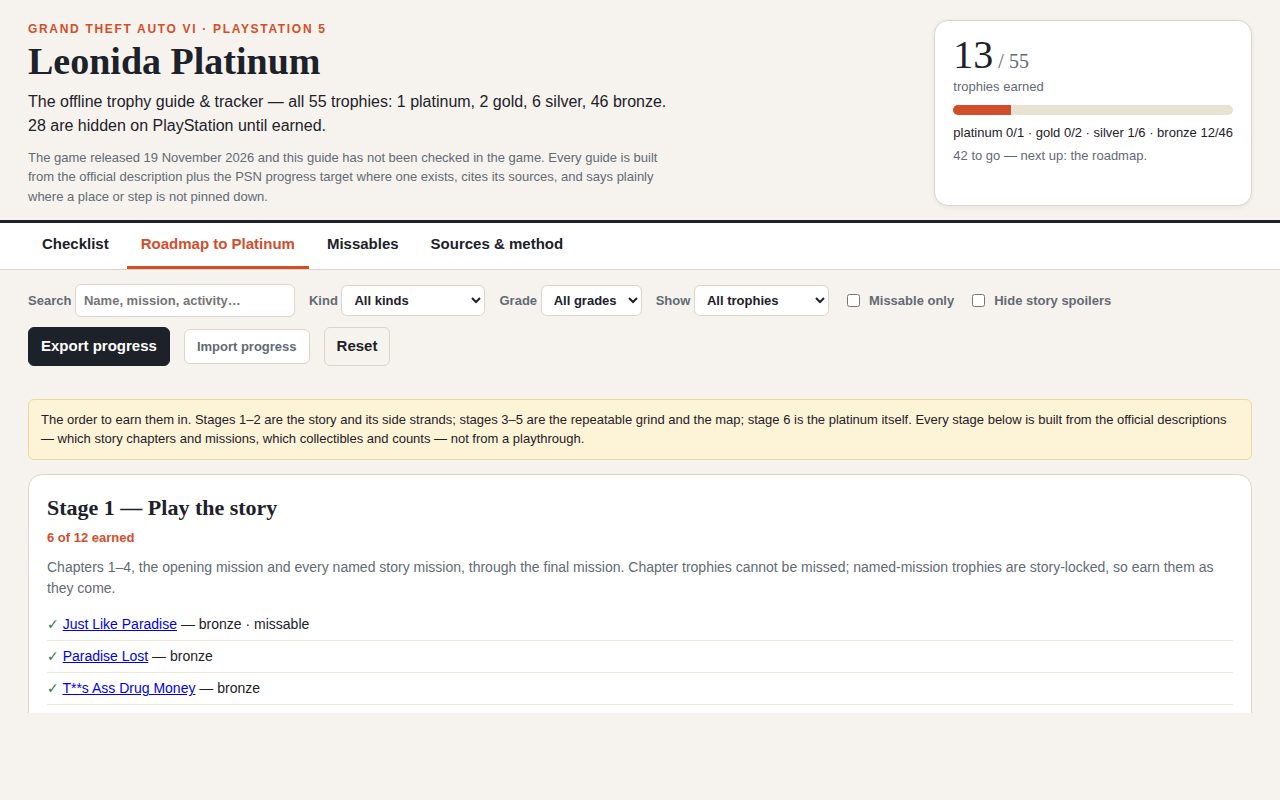 GRAND THEFT AUTO VI · PLAYSTATION 5
Leonida Platinum
The offline trophy guide & tracker — all 55 trophies: 1 platinum, 2 gold, 6 silver, 46 bronze.
28 are hidden on PlayStation until earned.
The game released 19 November 2026 and this guide has not been checked in the game. Every guide is built
from the official description plus the PSN progress target where one exists, cites its sources, and says plainly
where a place or step is not pinned down.
13 / 55
trophies earned
platinum 0/1 · gold 0/2 · silver 1/6 · bronze 12/46
42 to go — next up: the roadmap.
Checklist Roadmap to Platinum Missables Sources & method
Search Name, mission, activity… Kind All kinds Grade All grades Show All trophies Missable only Hide story spoilers
Export progress Import progress Reset
The order to earn them in. Stages 1–2 are the story and its side strands; stages 3–5 are the repeatable grind and the map; stage 6 is the platinum itself. Every stage below is built from the official descriptions
— which story chapters and missions, which collectibles and counts — not from a playthrough.
Stage 1 — Play the story
6 of 12 earned
Chapters 1–4, the opening mission and every named story mission, through the final mission. Chapter trophies cannot be missed; named-mission trophies are story-locked, so earn them as
they come.
✓ Just Like Paradise — bronze · missable
✓ Paradise Lost — bronze
✓ T**s Ass Drug Money — bronze